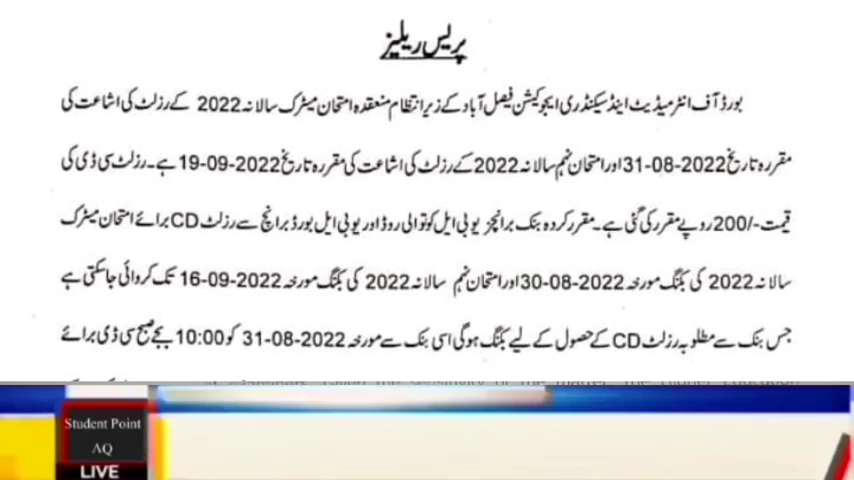 پریس ریلیز
بورڈ آف انٹرمیڈیٹ اینڈ سیکنڈری ایجوکیشن فیصل آباد کے زیر انتظام منعقدہ امتحان میٹرک سالانہ 2022 کے رزلٹ کی اشاعت کی
مقررہ تاریخ 31-08-2022 اور امتحان نہم سالانہ 2022 کے رزلٹ کی اشاعت کی مقررہ تاریخ 19-09-2022 ہے۔ رزلٹ سی ڈی کی
قیمت -/200 روپے مقرر کی گئی ہے۔ مقرر کردہ بنک برانچز یو بی ایل کوتوالی روڈ اور یو بی ایل بورڈ برانچ سے رزلٹ CD برائے امتحان میٹرک
سالانہ 2022 کی بکنگ مورخہ 30-08-2022 اور امتحان نہم سالانہ 2022 کی بکنگ مورخہ 16-09-2022 تک کروائی جاسکتی ہے
جس بنک سے مطلوبہ رزلٹ CD کے حصول کے لیے بکنگ ہوگی اسی بنک سے مورخہ 31-08-2022 کو 10:00 بجے صبح سی ڈی برائے
Student Point
AQ
LIVE